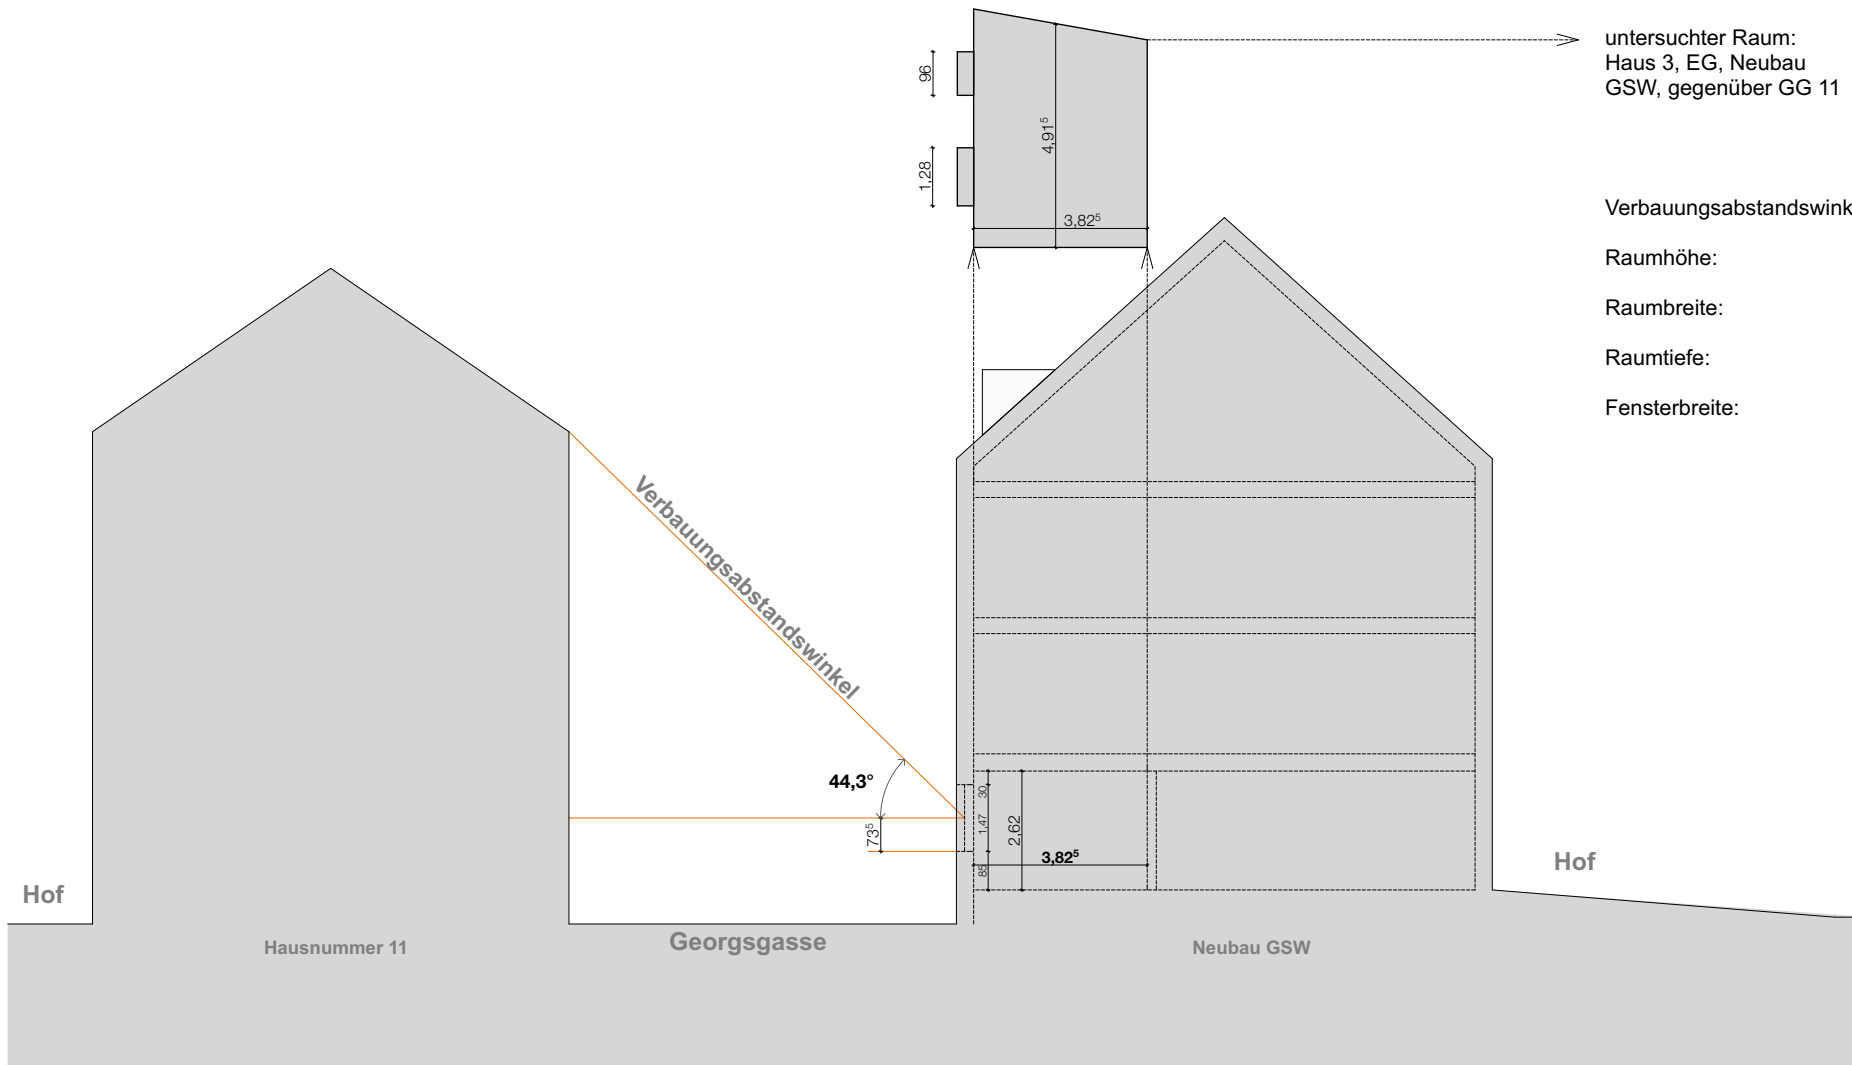 untersuchter Raum:
Haus 3, EG, Neubau
GSW, gegenüber GG 11
96
4,91⁵
1,28
3,82⁵
Verbauungsabstandswink
Raumhöhe:
Raumbreite:
Raumtiefe:
Fensterbreite:
Verbauungsabstandswinkel
44,3°
73⁵
30
1,47
2,62
85
3,82⁵
Hof
Hof
Hausnummer 11
Georgsgasse
Neubau GSW